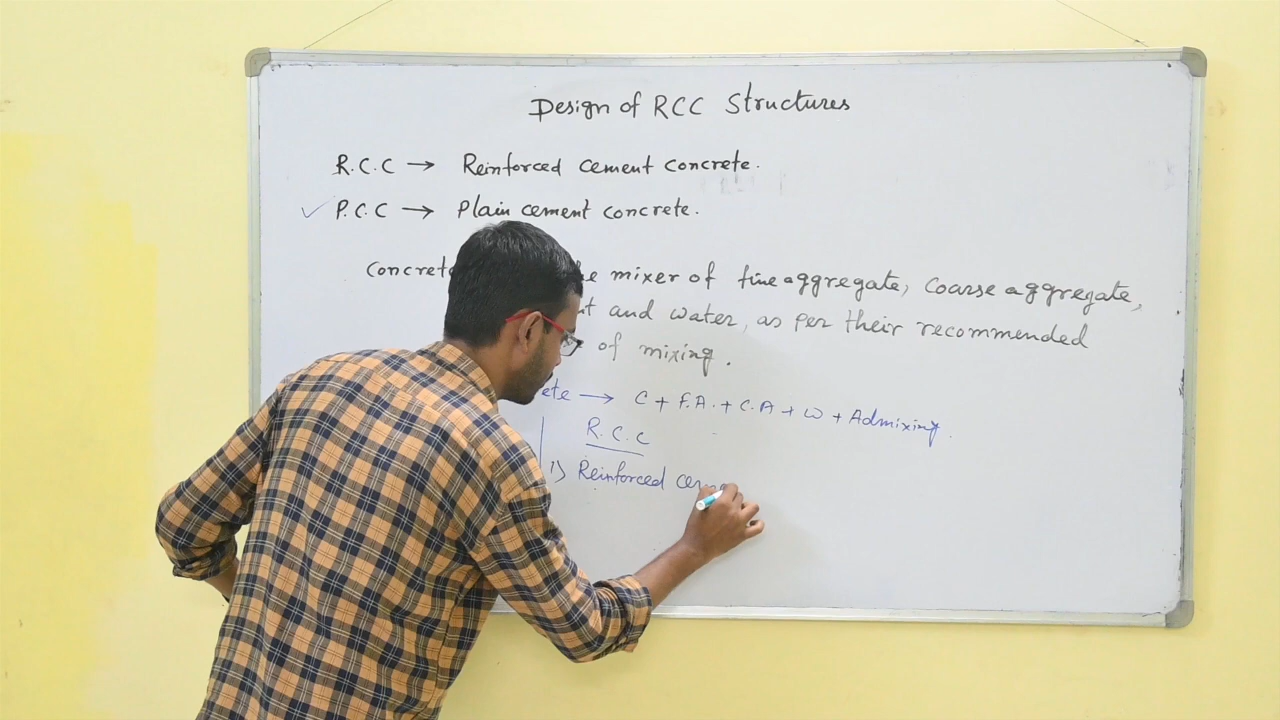 Design of RCC Structures
R.C.C → Reinforced cement concrete.
✓ P.C.C → Plain cement concrete.
Concrete mixer of fine aggregate, Coarse aggregate,
and water, as per their recommended
of mixing.
→ C + F.A. + C.A + W + Admixing.
R.C.C
1) Reinforced